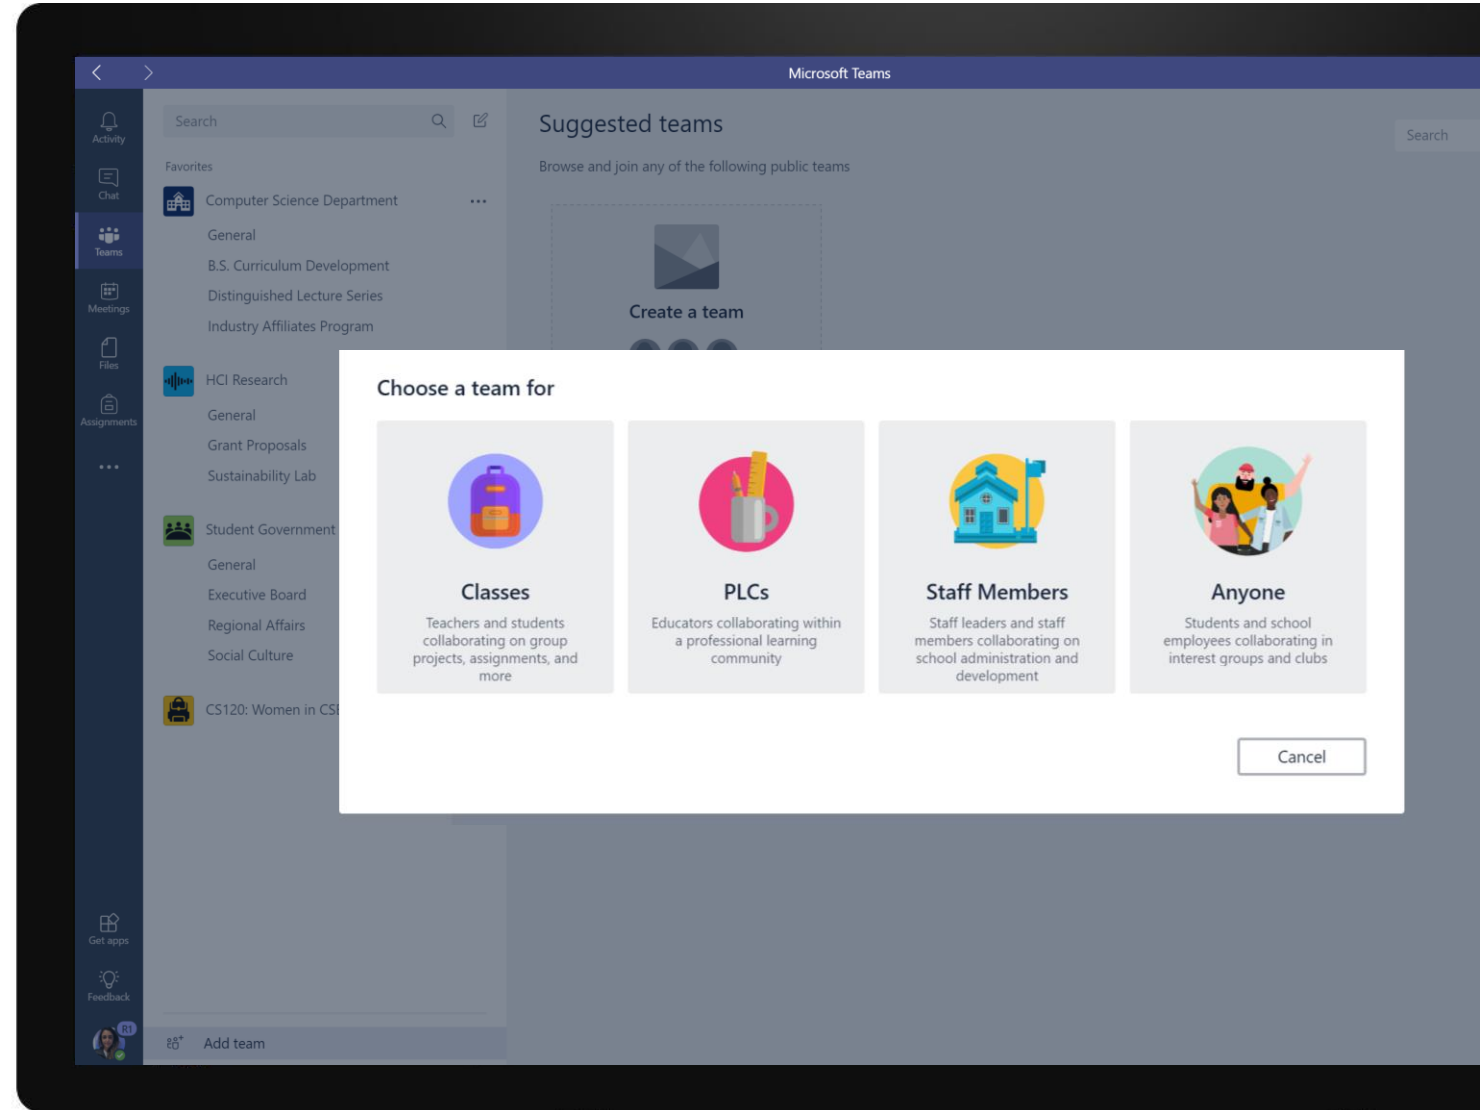 Microsoft Teams
Activity
Chat
Teams
Meetings
Files
Assignments
Get apps
Feedback
R1
Search
Favorites
Computer Science Department
General
B.S. Curriculum Development
Distinguished Lecture Series
Industry Affiliates Program
HCI Research
General
Grant Proposals
Sustainability Lab
Student Government
General
Executive Board
Regional Affairs
Social Culture
CS120: Women in CSE
Add team
Suggested teams
Search
Browse and join any of the following public teams
Create a team
Choose a team for
Classes
Teachers and students
collaborating on group
projects, assignments, and
more
PLCs
Educators collaborating within
a professional learning
community
Staff Members
Staff leaders and staff
members collaborating on
school administration and
development
Anyone
Students and school
employees collaborating in
interest groups and clubs
Cancel